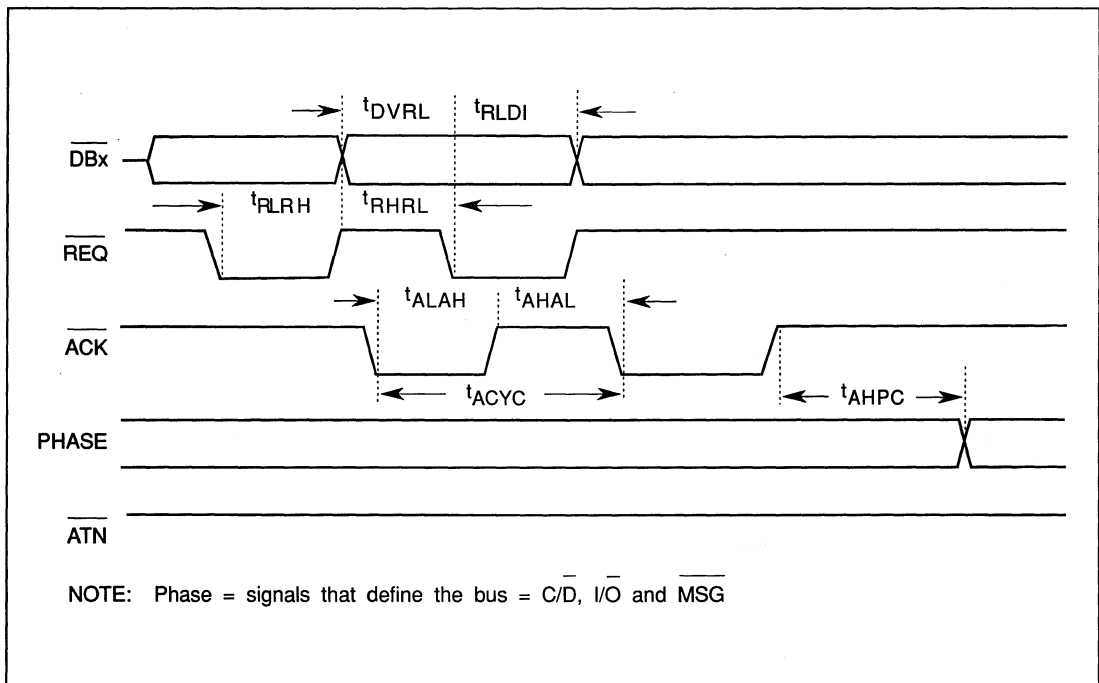 tDVRL tRLDI
DBx
tRLRH tRHRL
REQ
tALAH tAHAL
ACK
tACYC
tAHPC
PHASE
ATN
NOTE: Phase = signals that define the bus = C/D̅, I/O̅ and M̅S̅G̅